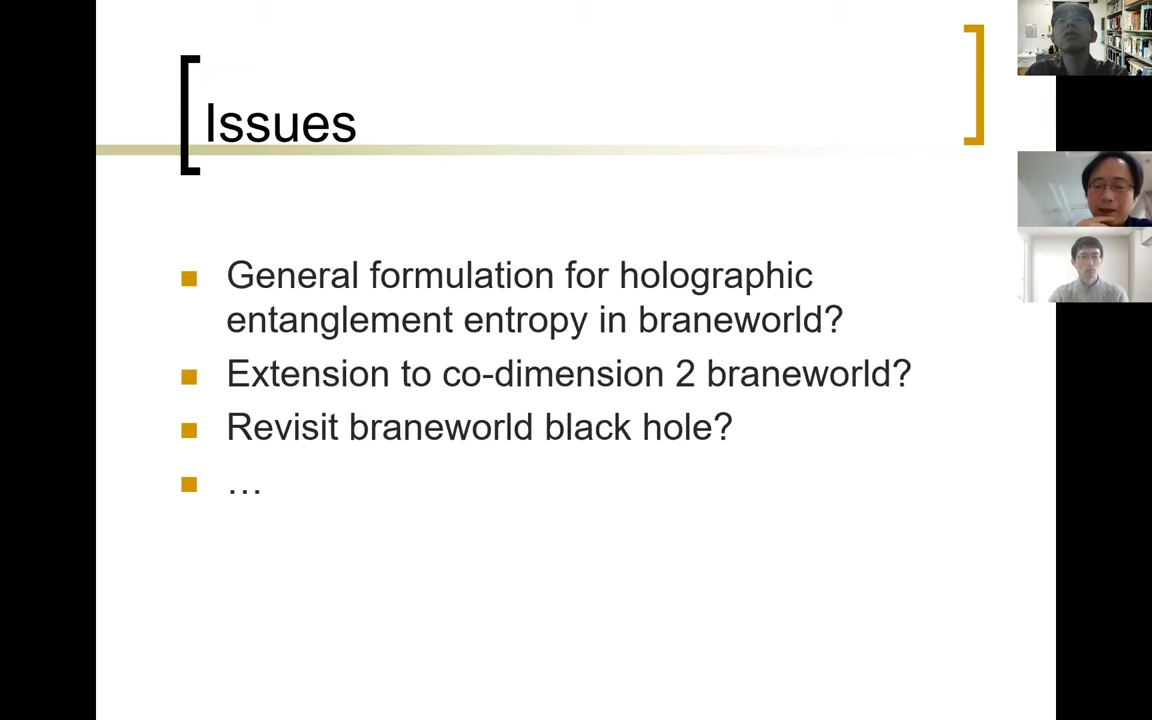 Issues
General formulation for holographic
entanglement entropy in braneworld?
Extension to co-dimension 2 braneworld?
Revisit braneworld black hole?
…